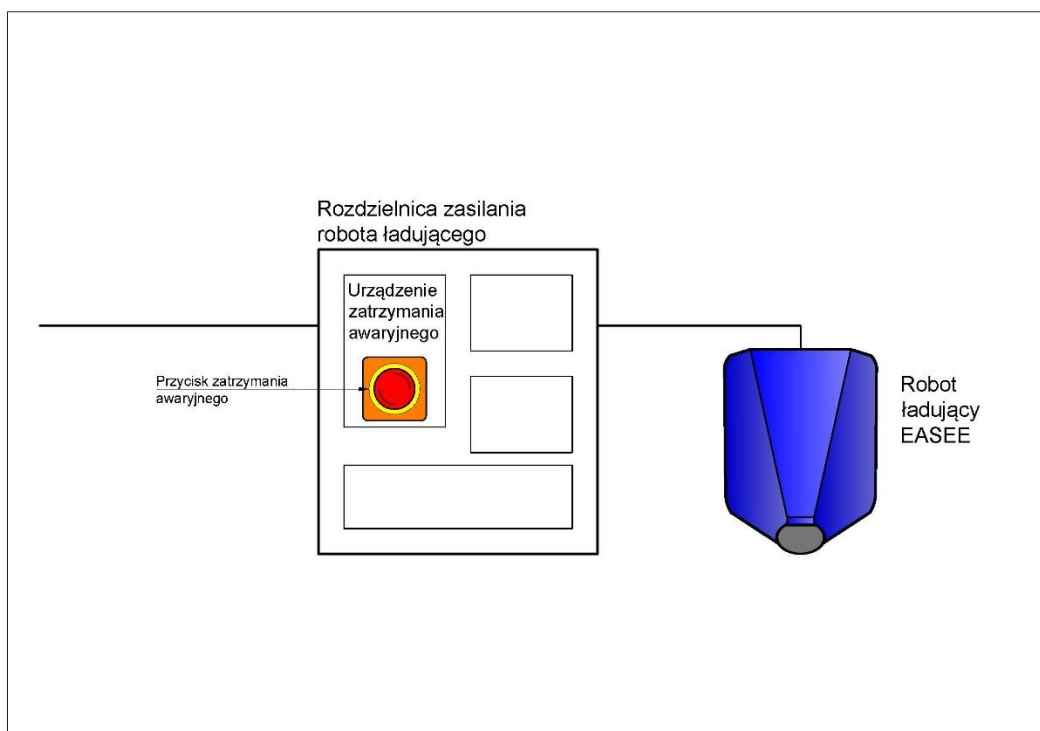 Rozdzielnica zasilania
robota ładującego
Urządzenie
zatrzymania
awaryjnego
Przycisk zatrzymania
awaryjnego
Robot
ładujący
EASEE